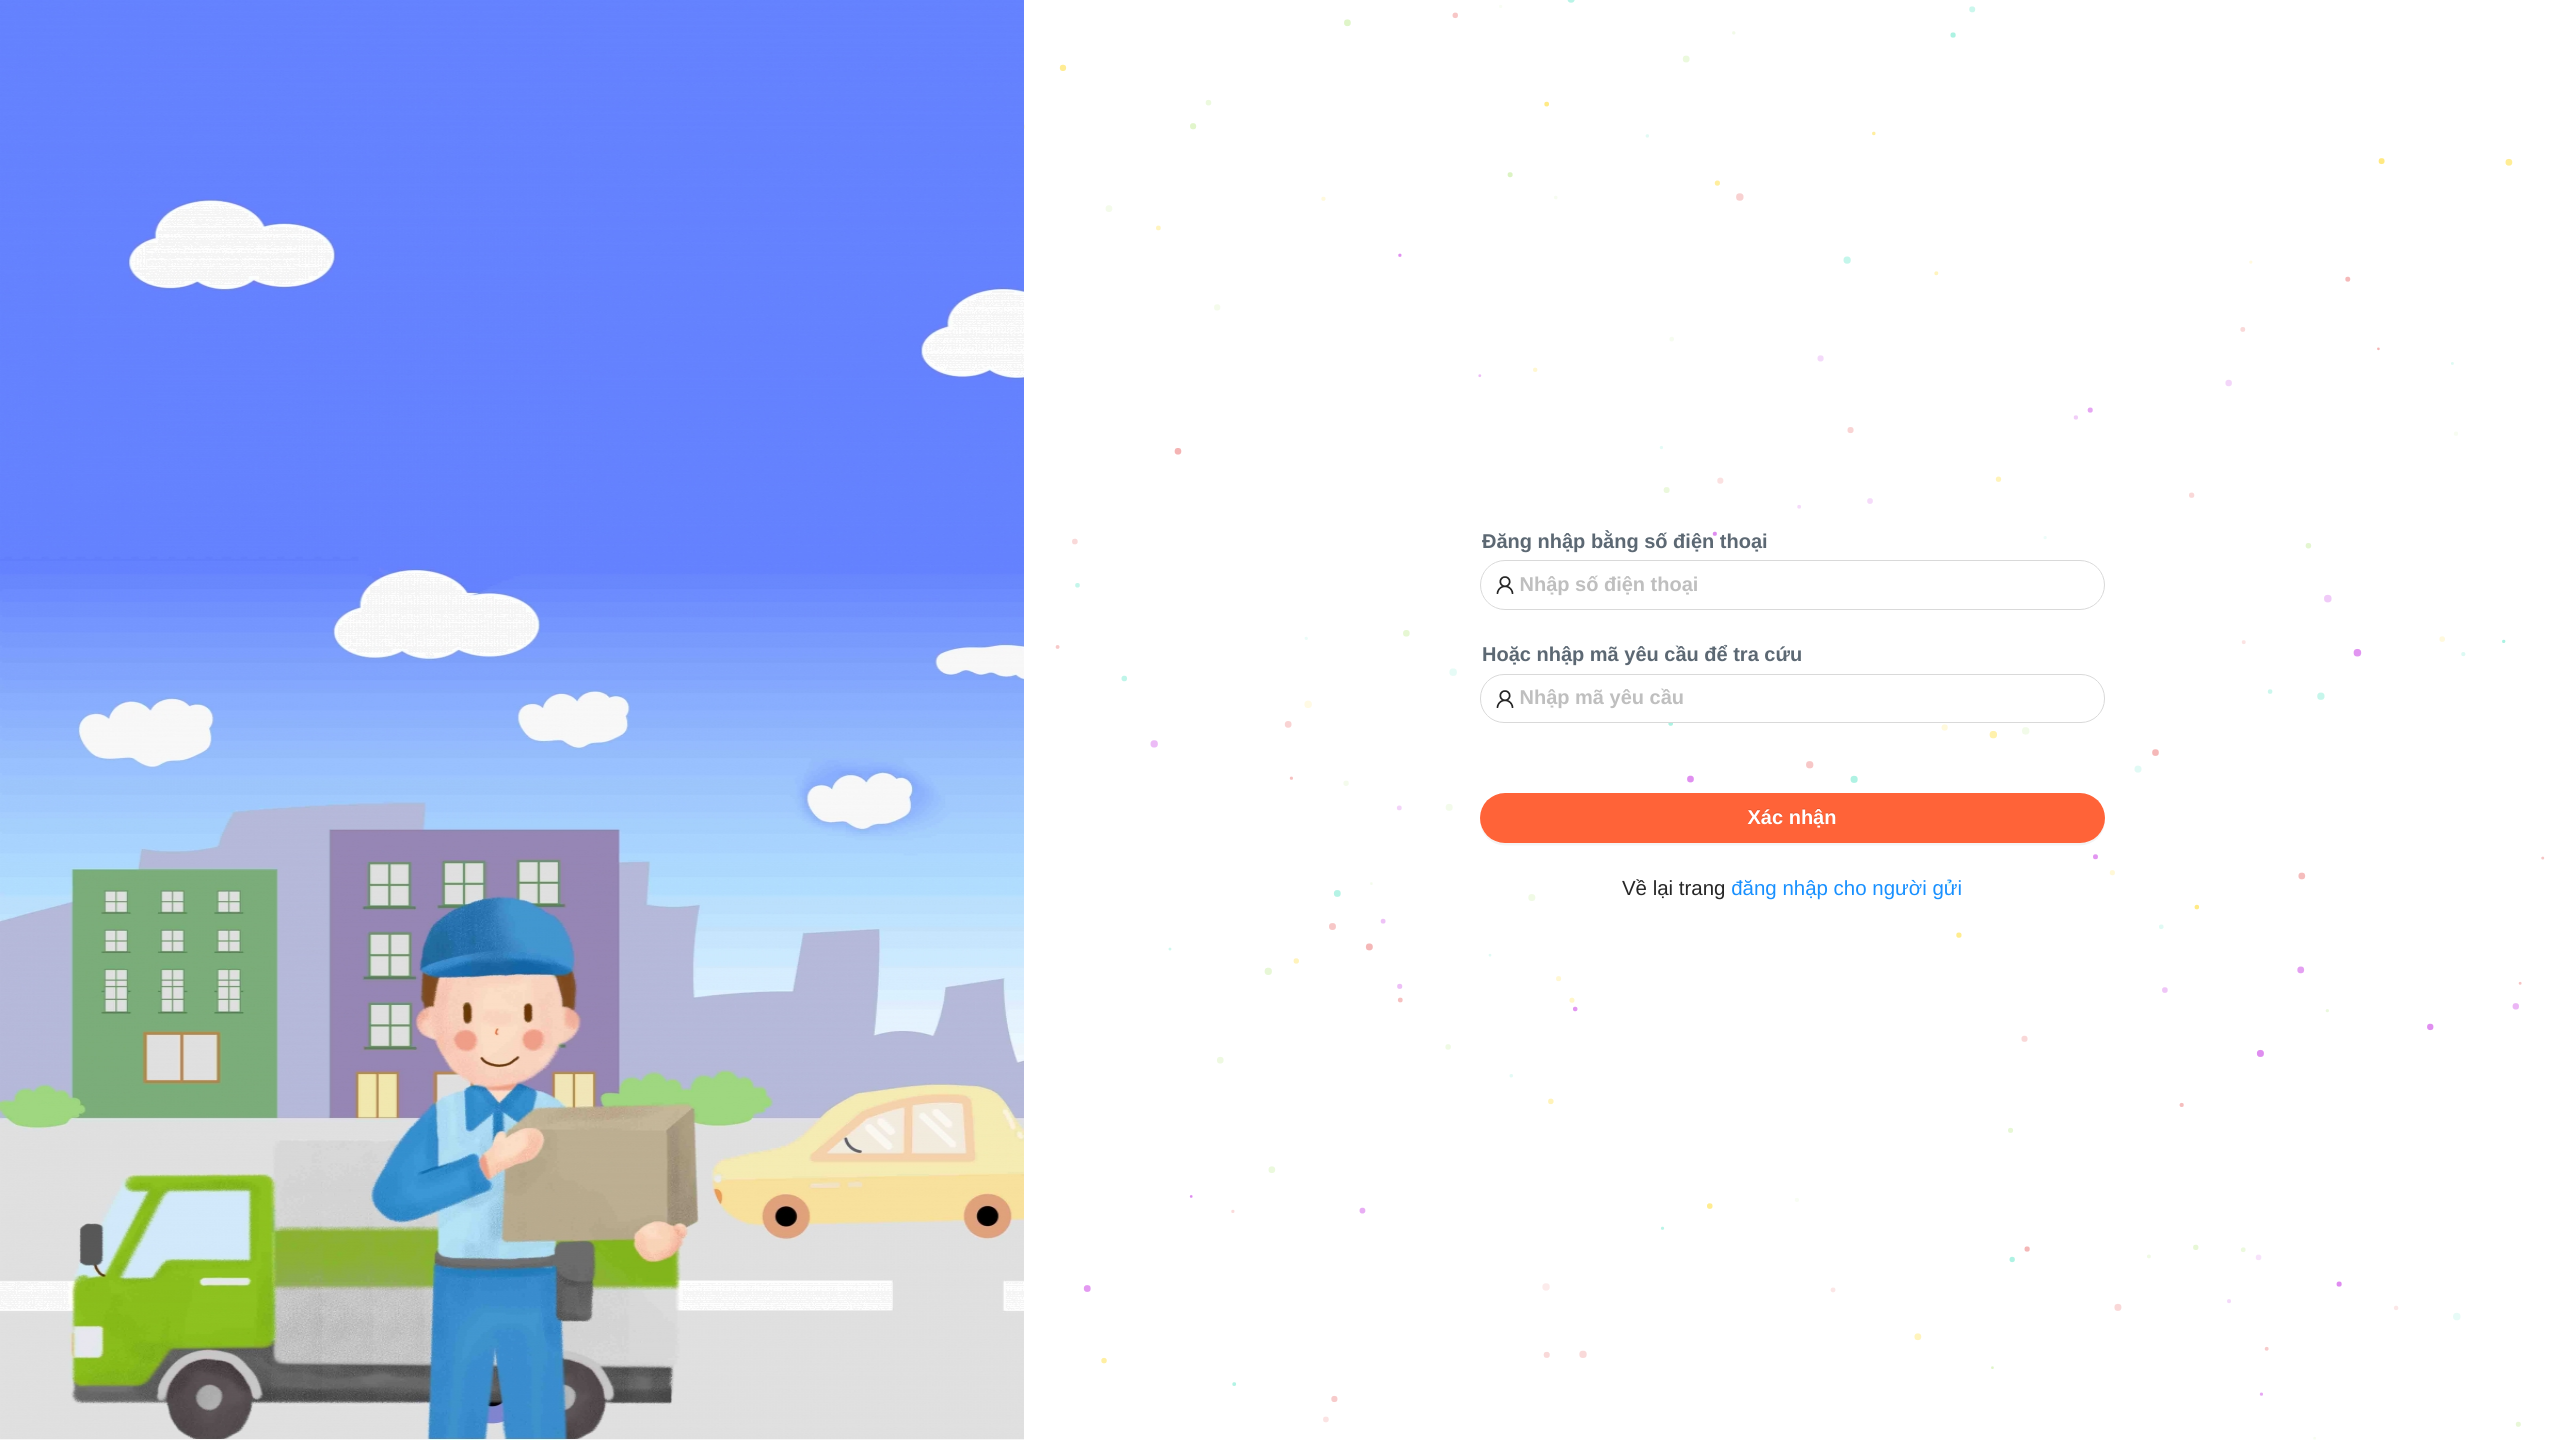 Đăng nhập bằng số điện thoại
Nhập số điện thoại
Hoặc nhập mã yêu cầu để tra cứu
Nhập mã yêu cầu
Xác nhận
Về lại trang đăng nhập cho người gửi